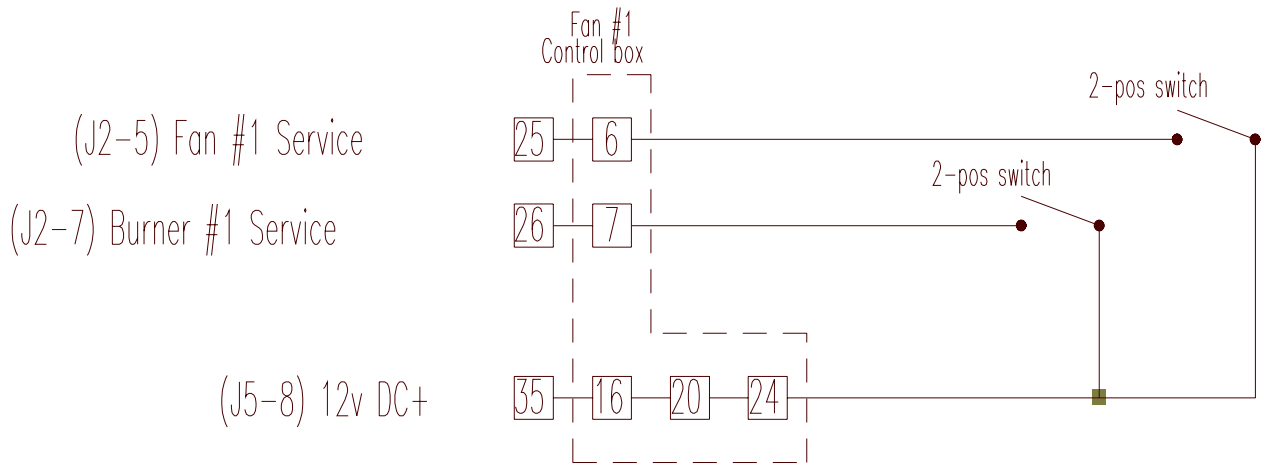 Fan #1
Control box
2-pos switch
(J2-5) Fan #1 Service
25
6
2-pos switch
(J2-7) Burner #1 Service
26
7
(J5-8) 12v DC+
35
16
20
24